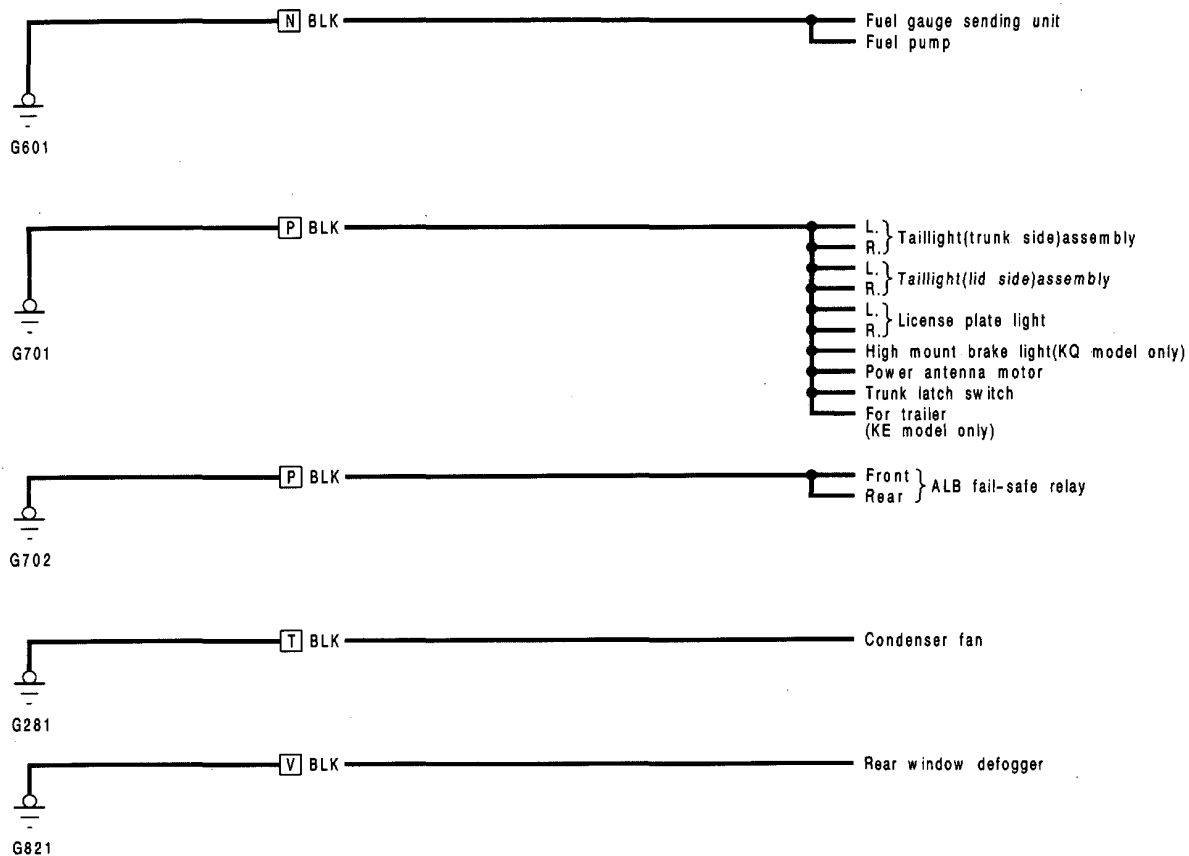 N BLK Fuel gauge sending unit
Fuel pump
G601
P BLK L. Taillight(trunk side)assembly
R.
L. Taillight(lid side)assembly
R.
L. License plate light
R.
High mount brake light(KQ model only)
Power antenna motor
Trunk latch switch
For trailer
(KE model only)
G701
P BLK Front ALB fail-safe relay
Rear
G702
T BLK Condenser fan
G281
V BLK Rear window defogger
G821